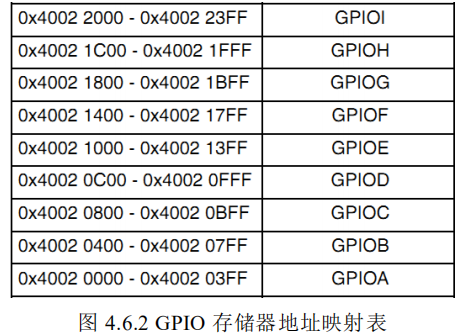 0x4002 2000 - 0x4002 23FF GPIOI
0x4002 1C00 - 0x4002 1FFF GPIOH
0x4002 1800 - 0x4002 1BFF GPIOG
0x4002 1400 - 0x4002 17FF GPIOF
0x4002 1000 - 0x4002 13FF GPIOE
0x4002 0C00 - 0x4002 0FFF GPIOD
0x4002 0800 - 0x4002 0BFF GPIOC
0x4002 0400 - 0x4002 07FF GPIOB
0x4002 0000 - 0x4002 03FF GPIOA
图 4.6.2 GPIO 存储器地址映射表